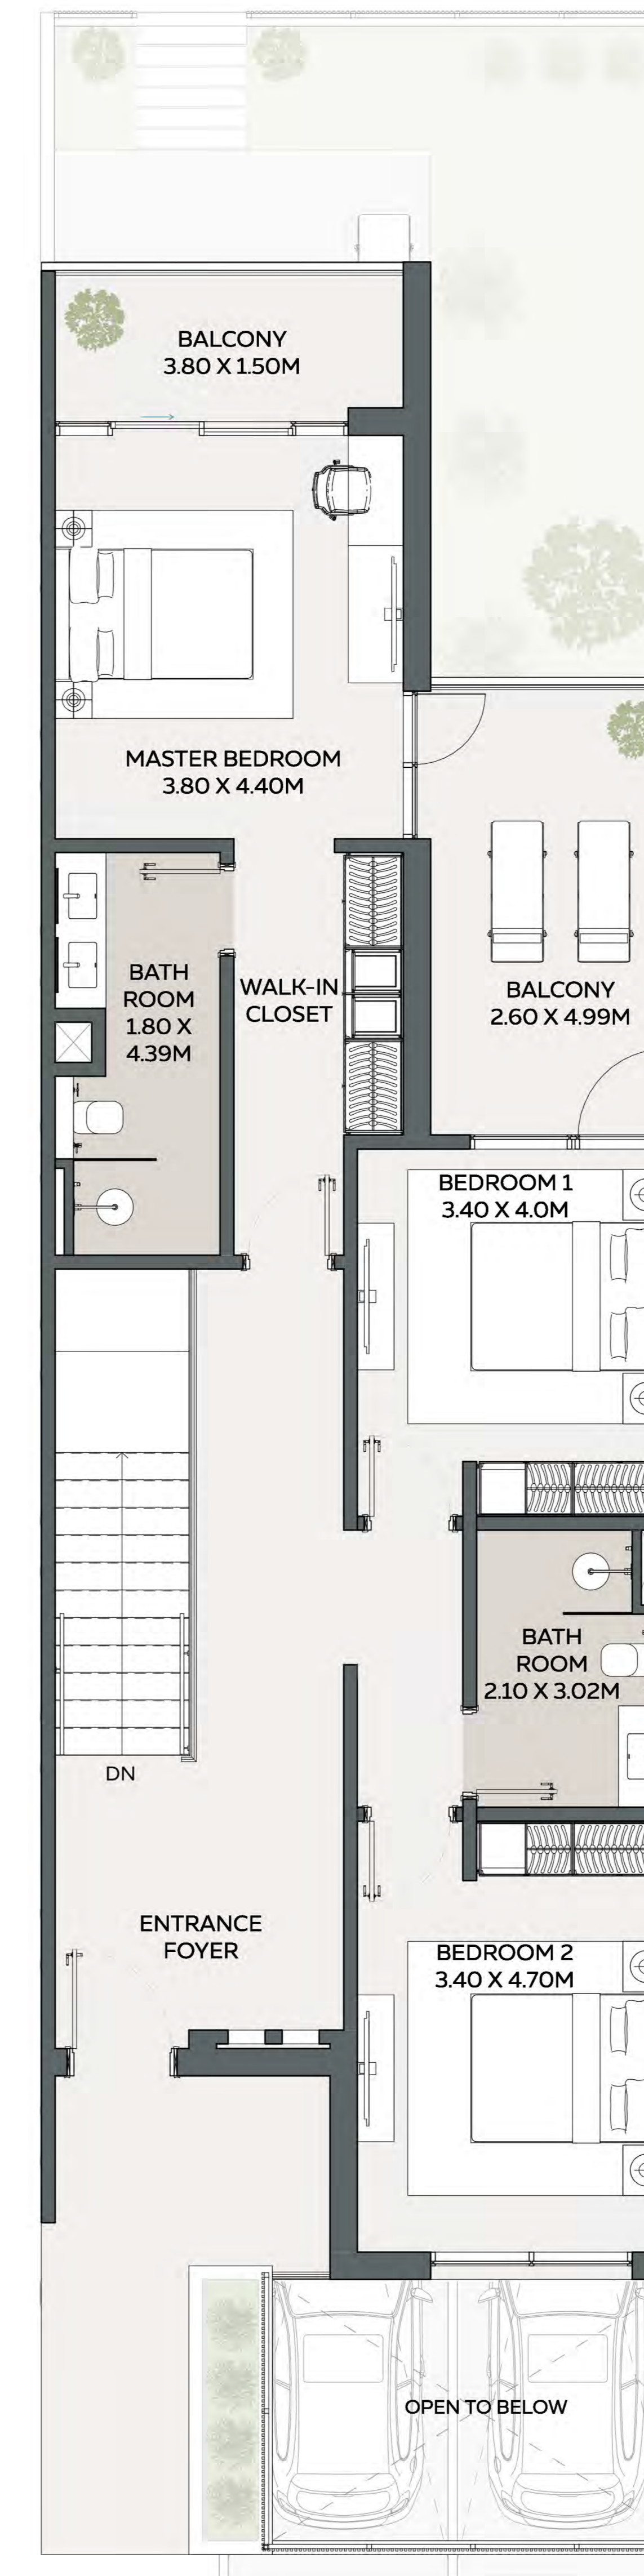 BALCONY
3.80 X 1.50M
MASTER BEDROOM
3.80 X 4.40M
BATH
ROOM
1.80 X
4.39M
WALK-IN
CLOSET
BALCONY
2.60 X 4.99M
BEDROOM 1
3.40 X 4.0M
BATH
ROOM
2.10 X 3.02M
DN
ENTRANCE
FOYER
BEDROOM 2
3.40 X 4.70M
OPEN TO BELOW